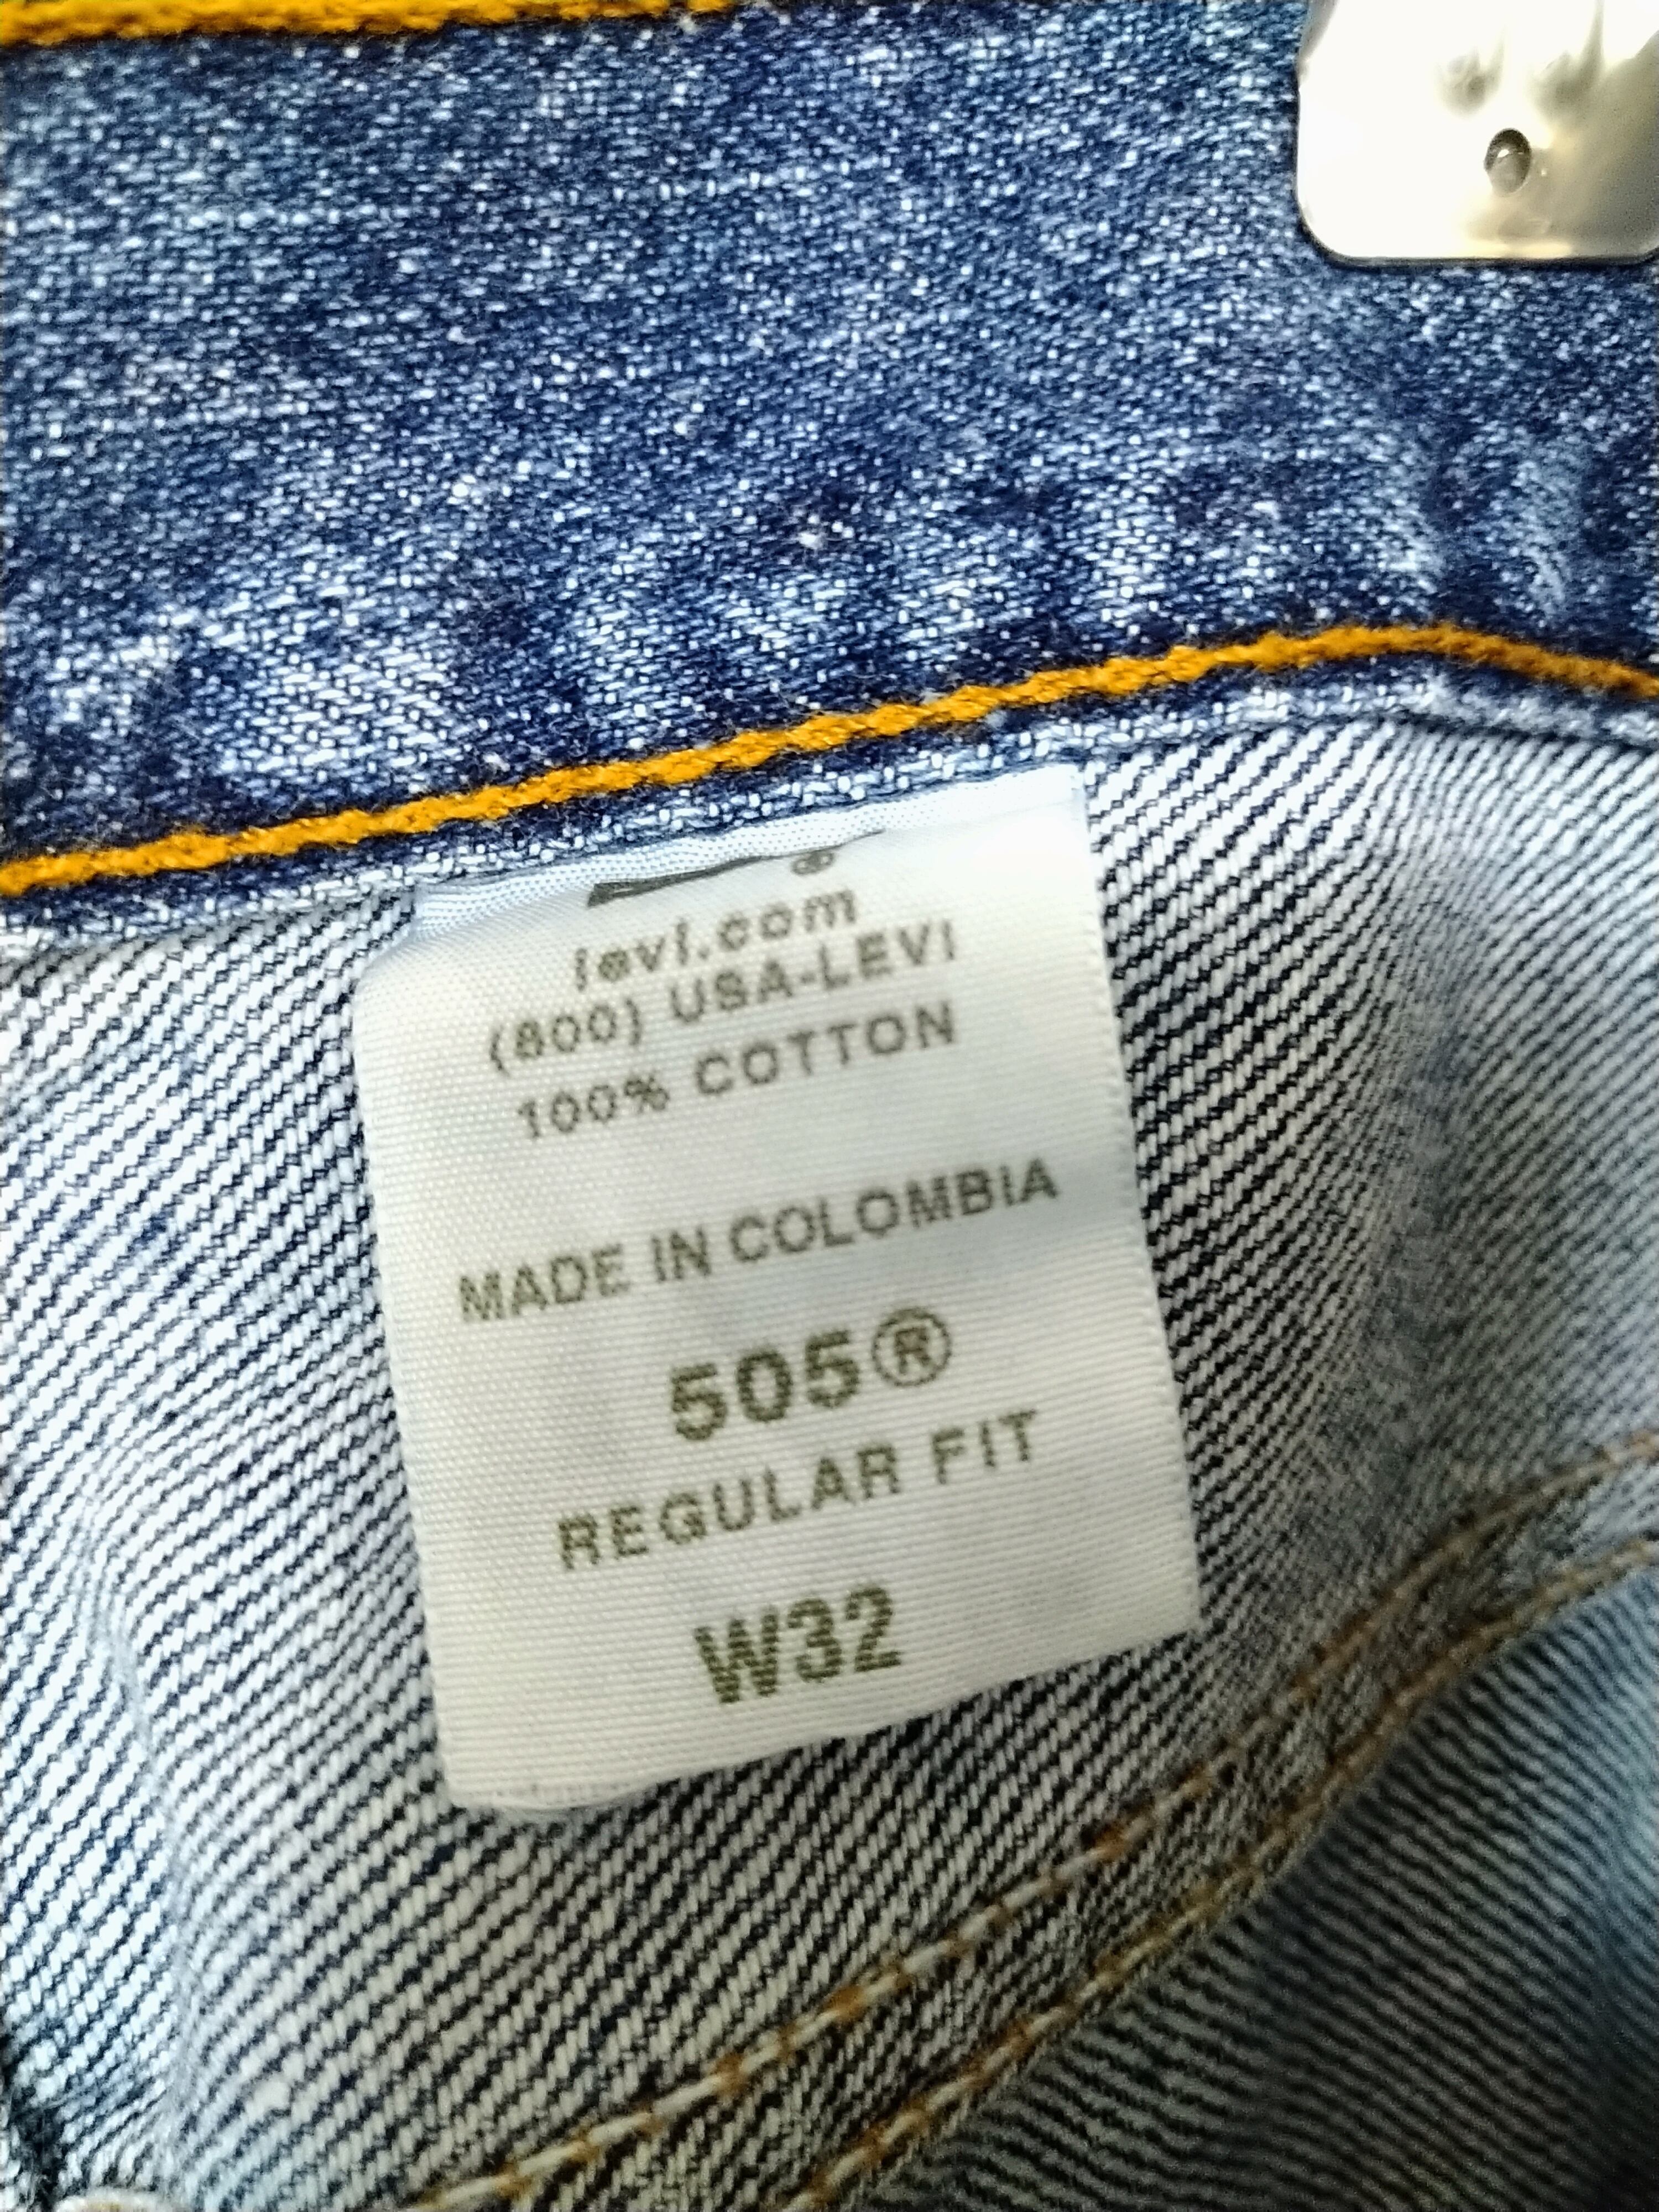 ®
levi.com
(800) USA-LEVI
100% COTTON
MADE IN COLOMBIA
505®
REGULAR FIT
W32